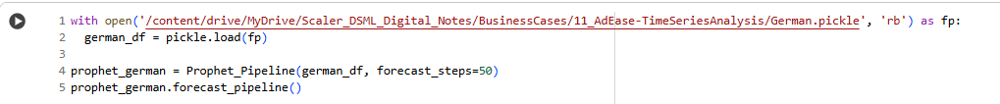 1 with open('/content/drive/MyDrive/Scaler_DSML_Digital_Notes/BusinessCases/11_AdEase-TimeSeriesAnalysis/German.pickle', 'rb') as fp:
2   german_df = pickle.load(fp)
3
4 prophet_german = Prophet_Pipeline(german_df, forecast_steps=50)
5 prophet_german.forecast_pipeline()